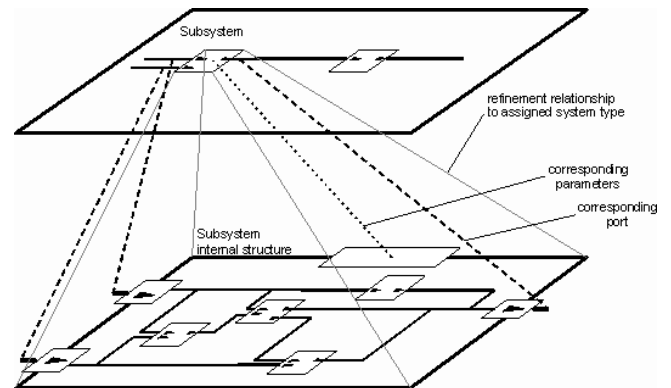 Subsystem
refinement relationship
to assigned system type
corresponding
parameters
corresponding
port
Subsystem
internal structure